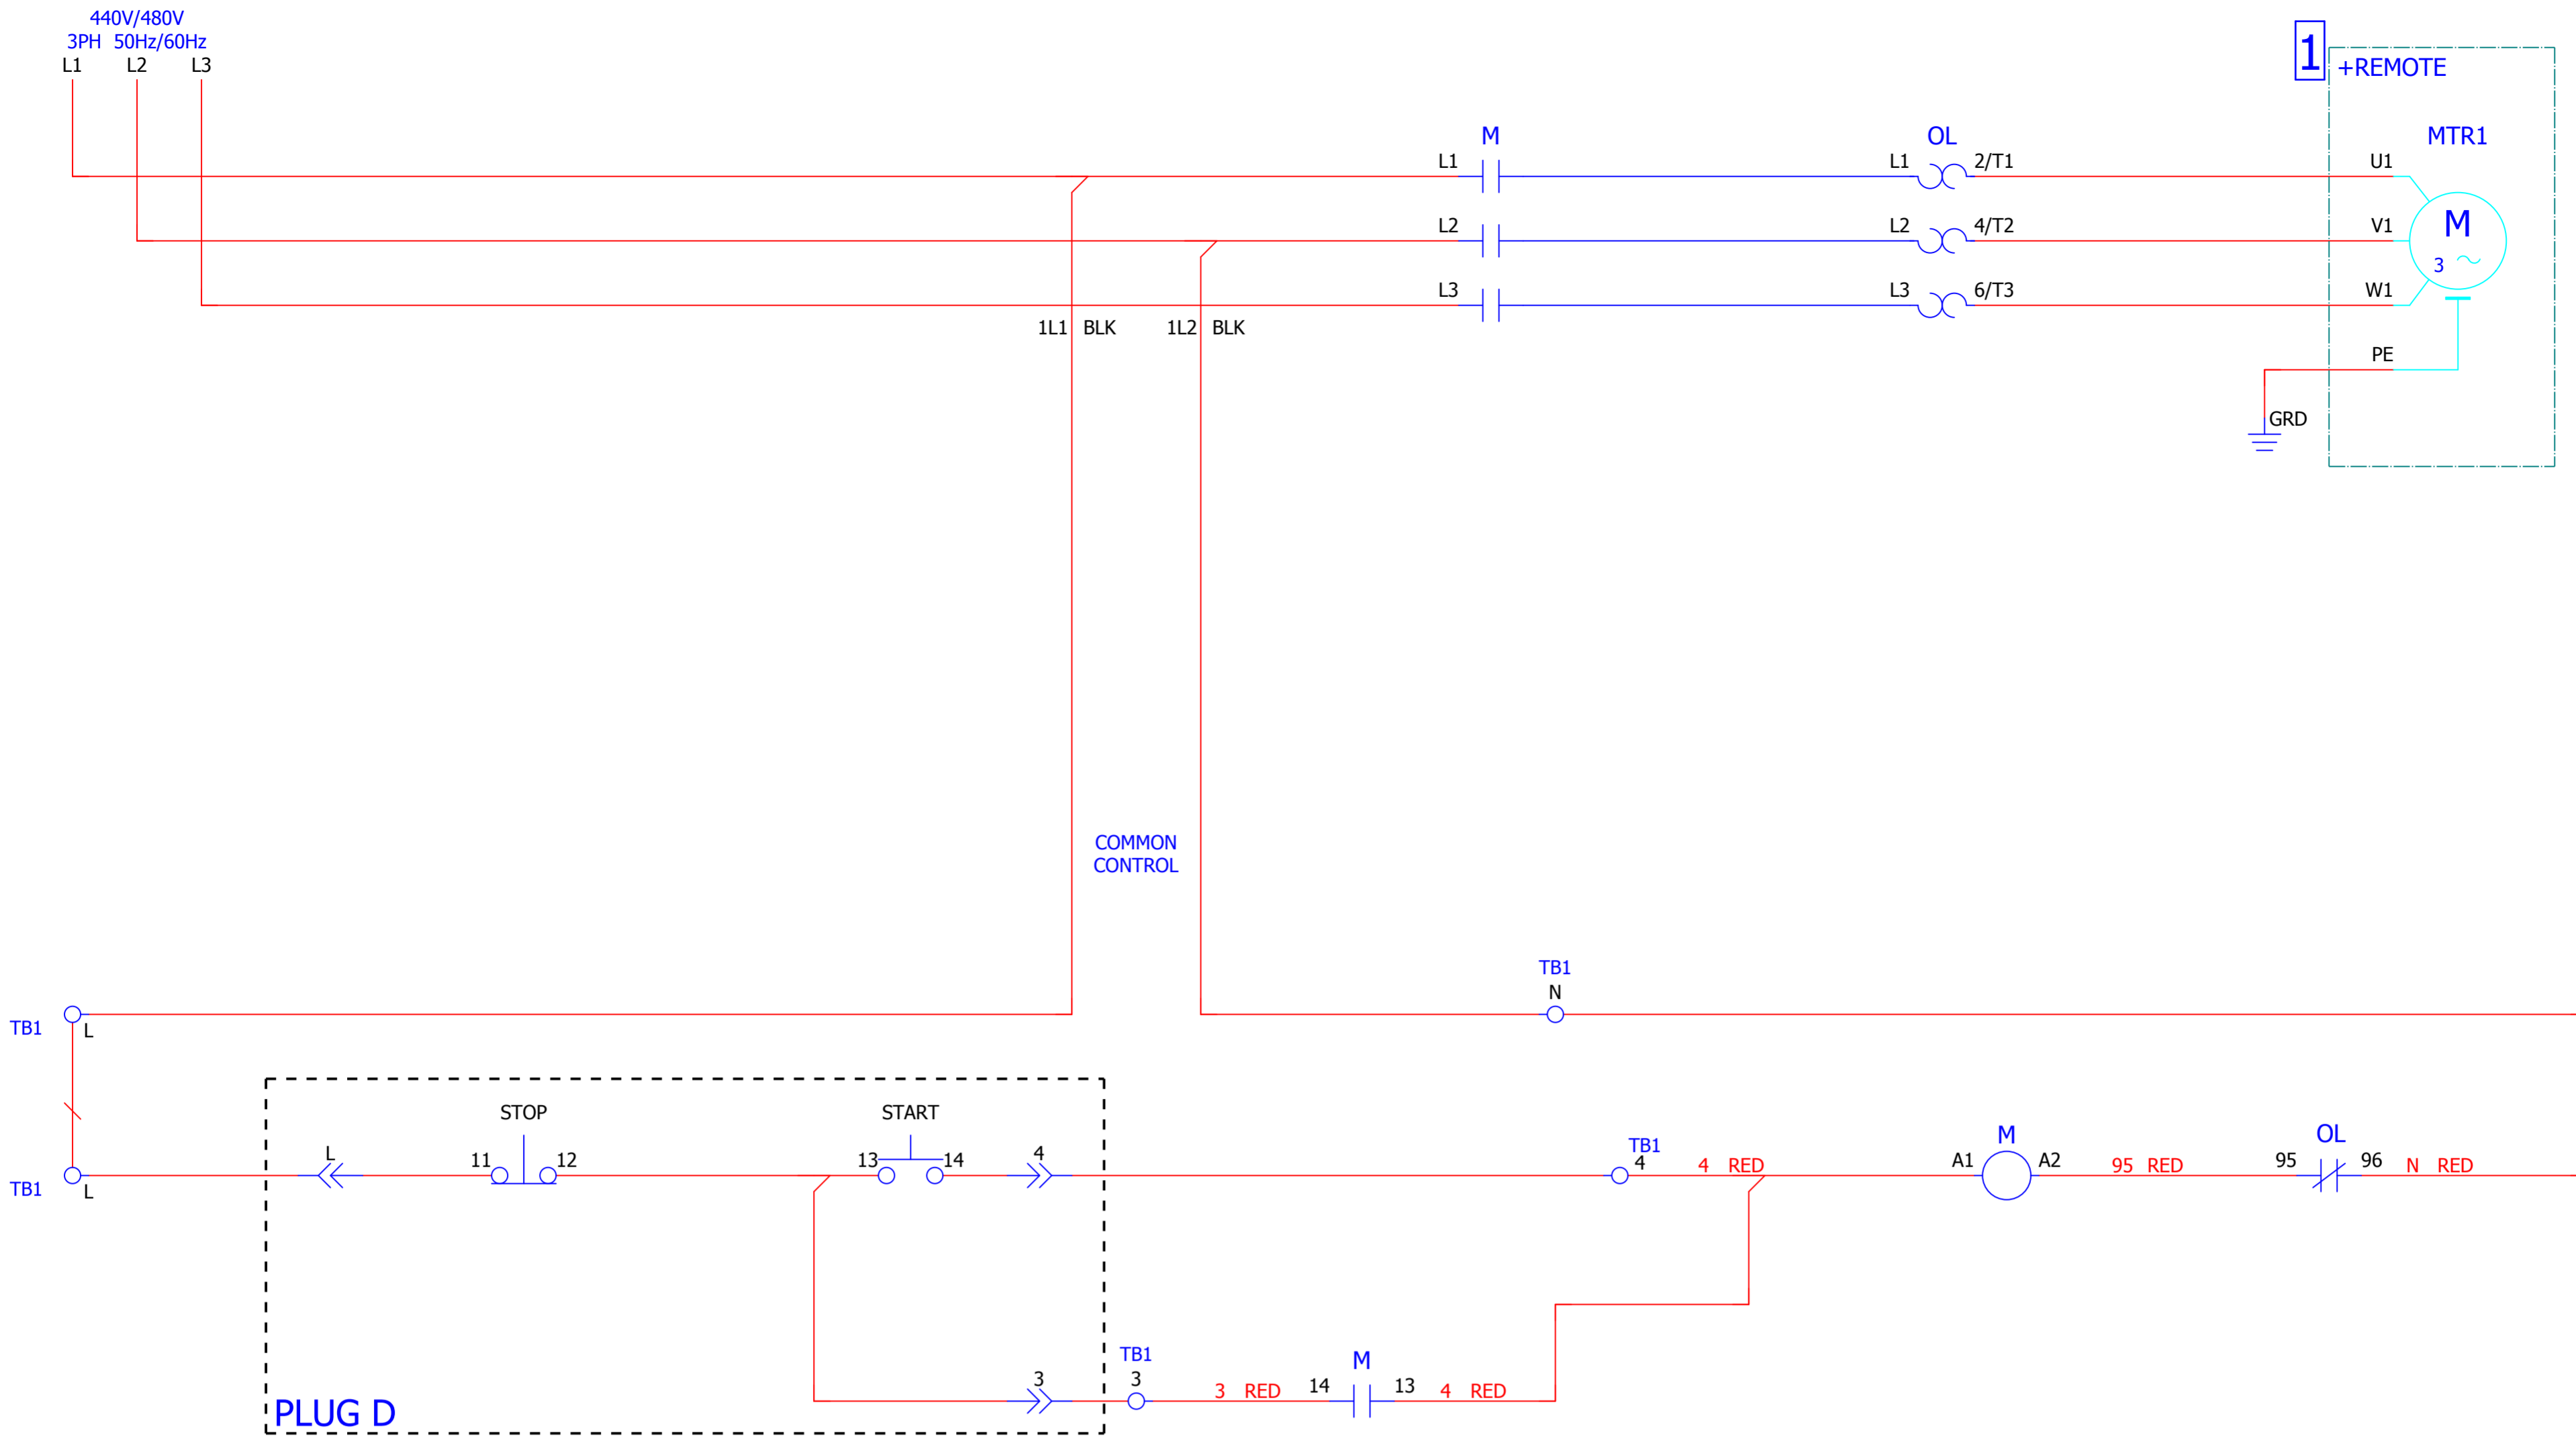 440V/480V
3PH 50Hz/60Hz
L1 L2 L3
1
+REMOTE
M OL MTR1
L1 L1 2/T1 U1
L2 L2 4/T2 V1
M
3
L3 L3 6/T3 W1
1L1 BLK 1L2 BLK
PE
GRD
COMMON
CONTROL
TB1
N
TB1 L
STOP START
L 11 12 13 14 4
TB1 L
TB1
4 4 RED
M
A1 A2 95 RED
OL
95 96 N RED
TB1
3 3
3 RED 14 M 13 4 RED
PLUG D